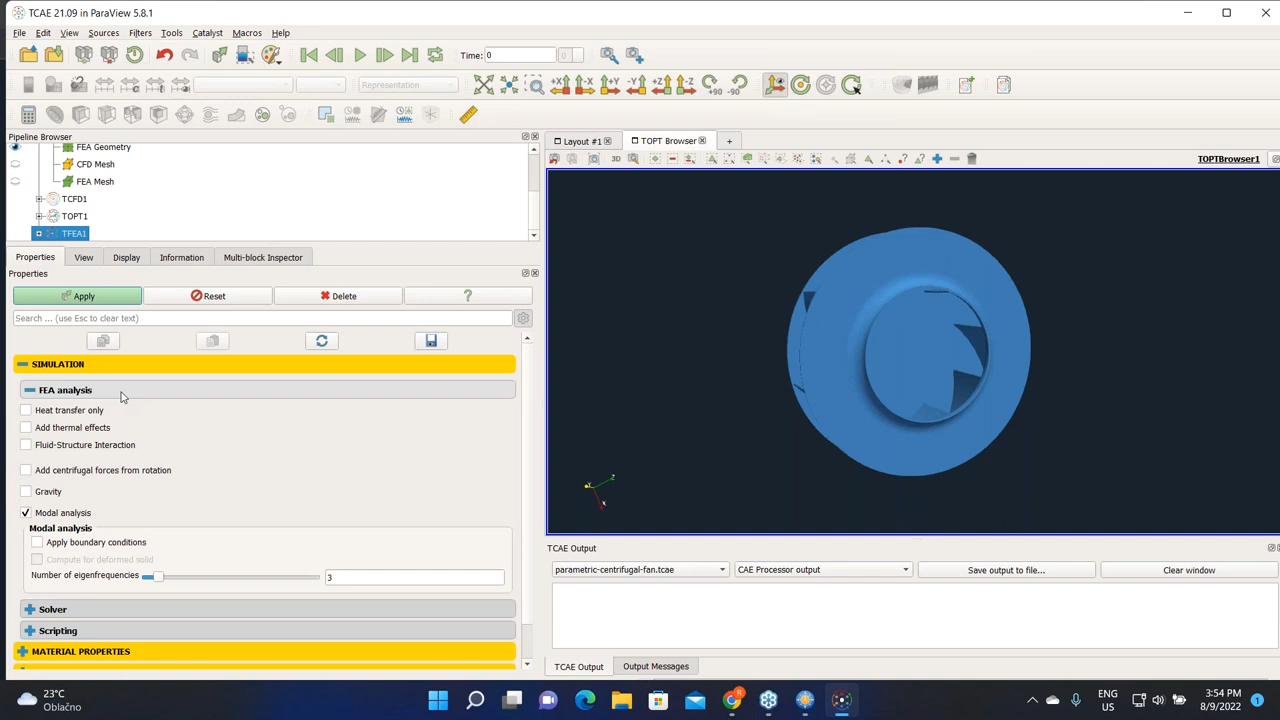 TCAE 21.09 in ParaView 5.8.1
File Edit View Sources Filters Tools Catalyst Macros Help
Time: 0 0
+90 -90
+X -X +Y -Y +Z -Z
Representation
Pipeline Browser
FEA Geometry
CFD Mesh
FEA Mesh
TCFD1
TOPT1
TFEA1
Layout #1 TOPT Browser +
3D
TOPTBrowser1
Properties View Display Information Multi-block Inspector
Properties
Apply Reset Delete ?
Search ... (use Esc to clear text)
SIMULATION
FEA analysis
Heat transfer only
Add thermal effects
Fluid-Structure Interaction
Add centrifugal forces from rotation
Gravity
Modal analysis
Modal analysis
Apply boundary conditions
Compute for deformed solid
Number of eigenfrequencies 3
Solver
Scripting
MATERIAL PROPERTIES
Y
Z
X
TCAE Output
parametric-centrifugal-fan.tcae CAE Processor output Save output to file... Clear window
TCAE Output Output Messages
23°C
Oblačno
ENG
US
3:54 PM
8/9/2022
1